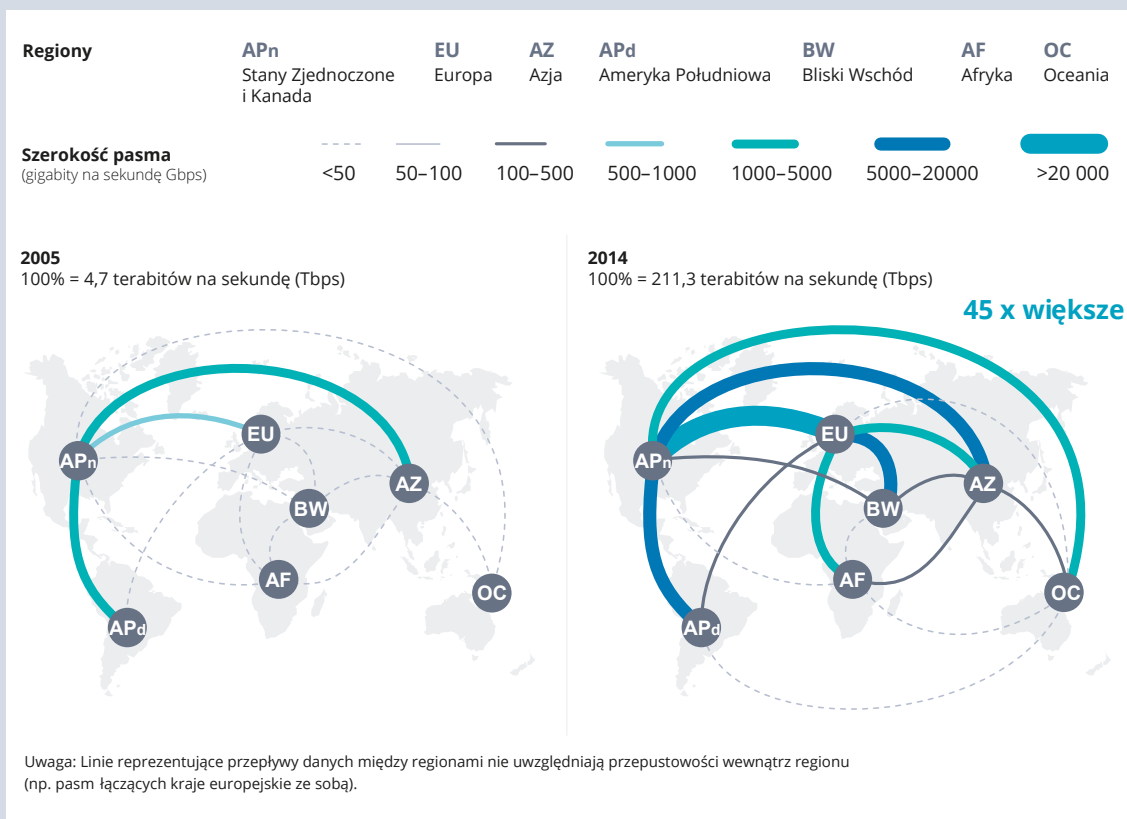 Regiony
APn
EU
AZ
APd
BW
AF
OC
Stany Zjednoczone
i Kanada
Europa
Azja
Ameryka Południowa
Bliski Wschód
Afryka
Oceania
Szerokość pasma
(gigabity na sekundę Gbps)
<50
50–100
100–500
500–1000
1000–5000
5000–20000
>20 000
2005
100% = 4,7 terabitów na sekundę (Tbps)
EU
APn
AZ
BW
AF
OC
APd
2014
100% = 211,3 terabitów na sekundę (Tbps)
45 x większe
EU
APn
AZ
BW
AF
OC
APd
Uwaga: Linie reprezentujące przepływy danych między regionami nie uwzględniają przepustowości wewnątrz regionu
(np. pasm łączących kraje europejskie ze sobą).